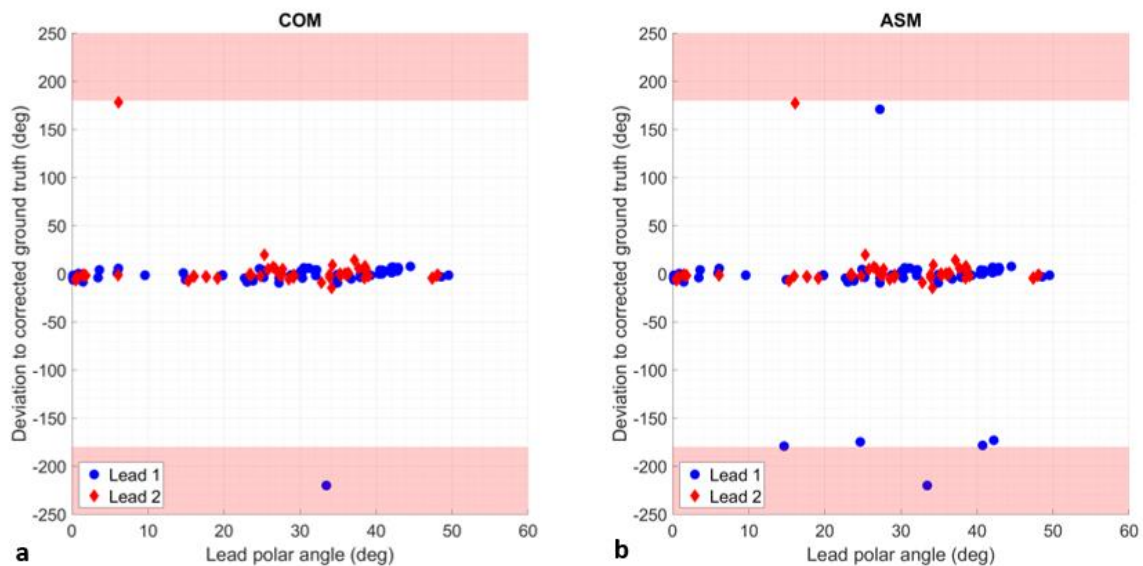 COM
250
200
150
100
50
0
-50
-100
-150
-200
-250
Deviation to corrected ground truth (deg)
Lead 1
Lead 2
0 10 20 30 40 50 60
Lead polar angle (deg)
a
ASM
250
200
150
100
50
0
-50
-100
-150
-200
-250
Deviation to corrected ground truth (deg)
Lead 1
Lead 2
0 10 20 30 40 50 60
Lead polar angle (deg)
b